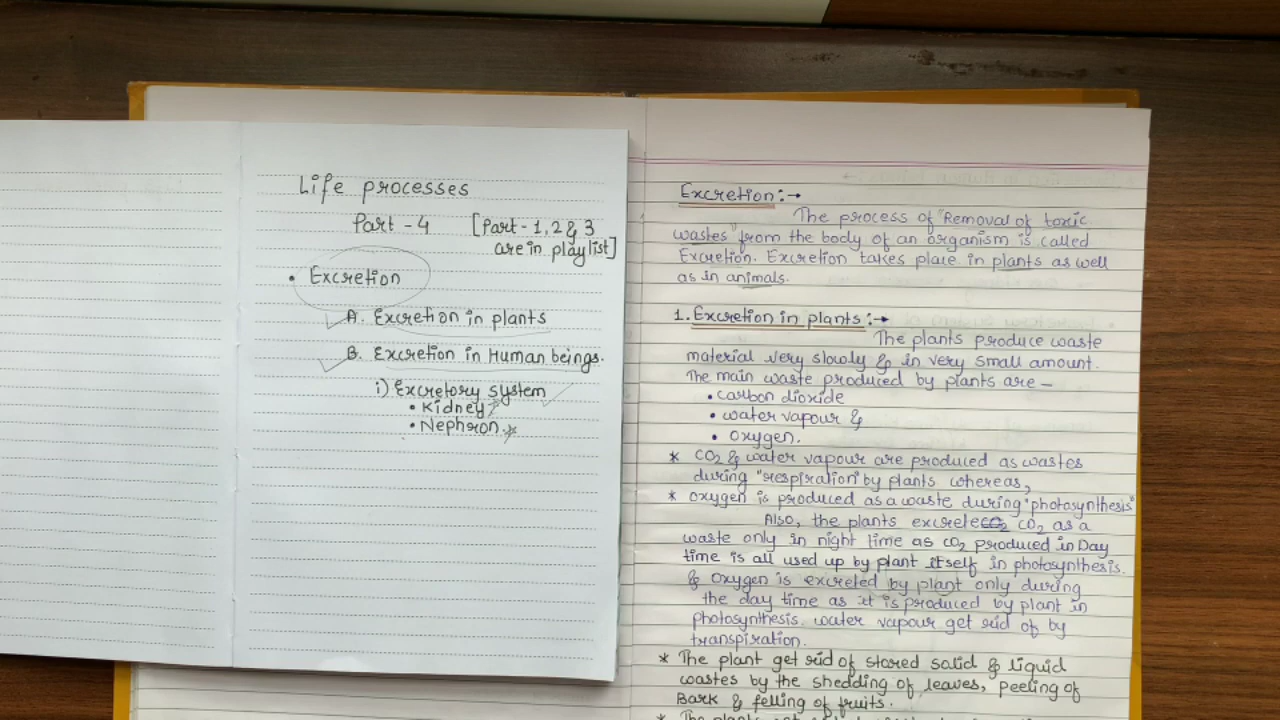 Life processes
Part - 4 [Part - 1, 2 & 3
are in playlist]
• Excretion
A. Excretion in plants
B. Excretion in Human beings.
i) Excretory system
• Kidney
• Nephron.
Excretion:→
The process of "Removal of toxic
wastes" from the body of an organism is called
Excretion. Excretion takes place in plants as well
as in animals.
1. Excretion in plants:→
The plants produce waste
material very slowly & in very small amount.
The main waste produced by plants are —
• carbon dioxide
• water vapour &
• Oxygen.
* CO2 & water vapour are produced as wastes
during "respiration" by plants whereas,
* Oxygen is produced as a waste during "photosynthesis"
Also, the plants excrete CO2 as a
waste only in night time as CO2 produced in Day
time is all used up by plant itself in photosynthesis.
& Oxygen is excreted by plant only during
the day time as it is produced by plant in
photosynthesis. water vapour get rid of by
transpiration.
* The plant get rid of stored solid & liquid
wastes by the shedding of leaves, peeling of
Bark & felling of fruits.
* The plants